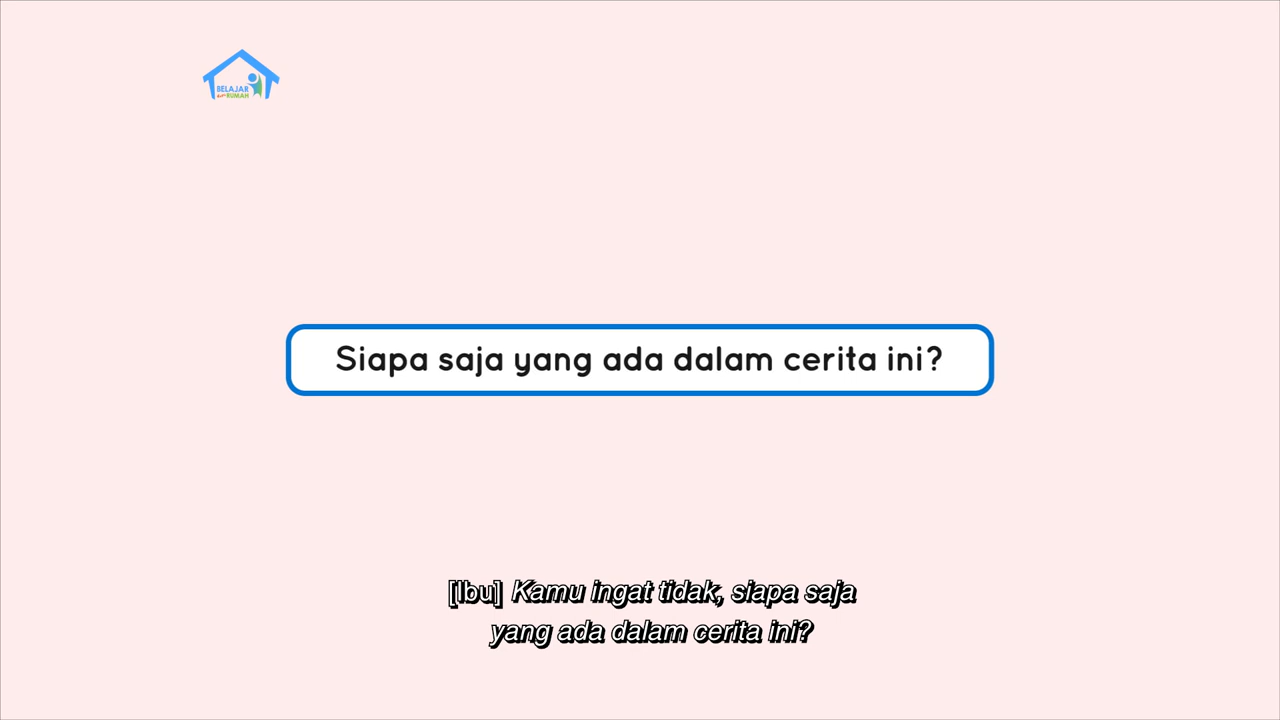 BELAJAR
dari RUMAH
Siapa saja yang ada dalam cerita ini?
[Ibu] Kamu ingat tidak, siapa saja
yang ada dalam cerita ini?